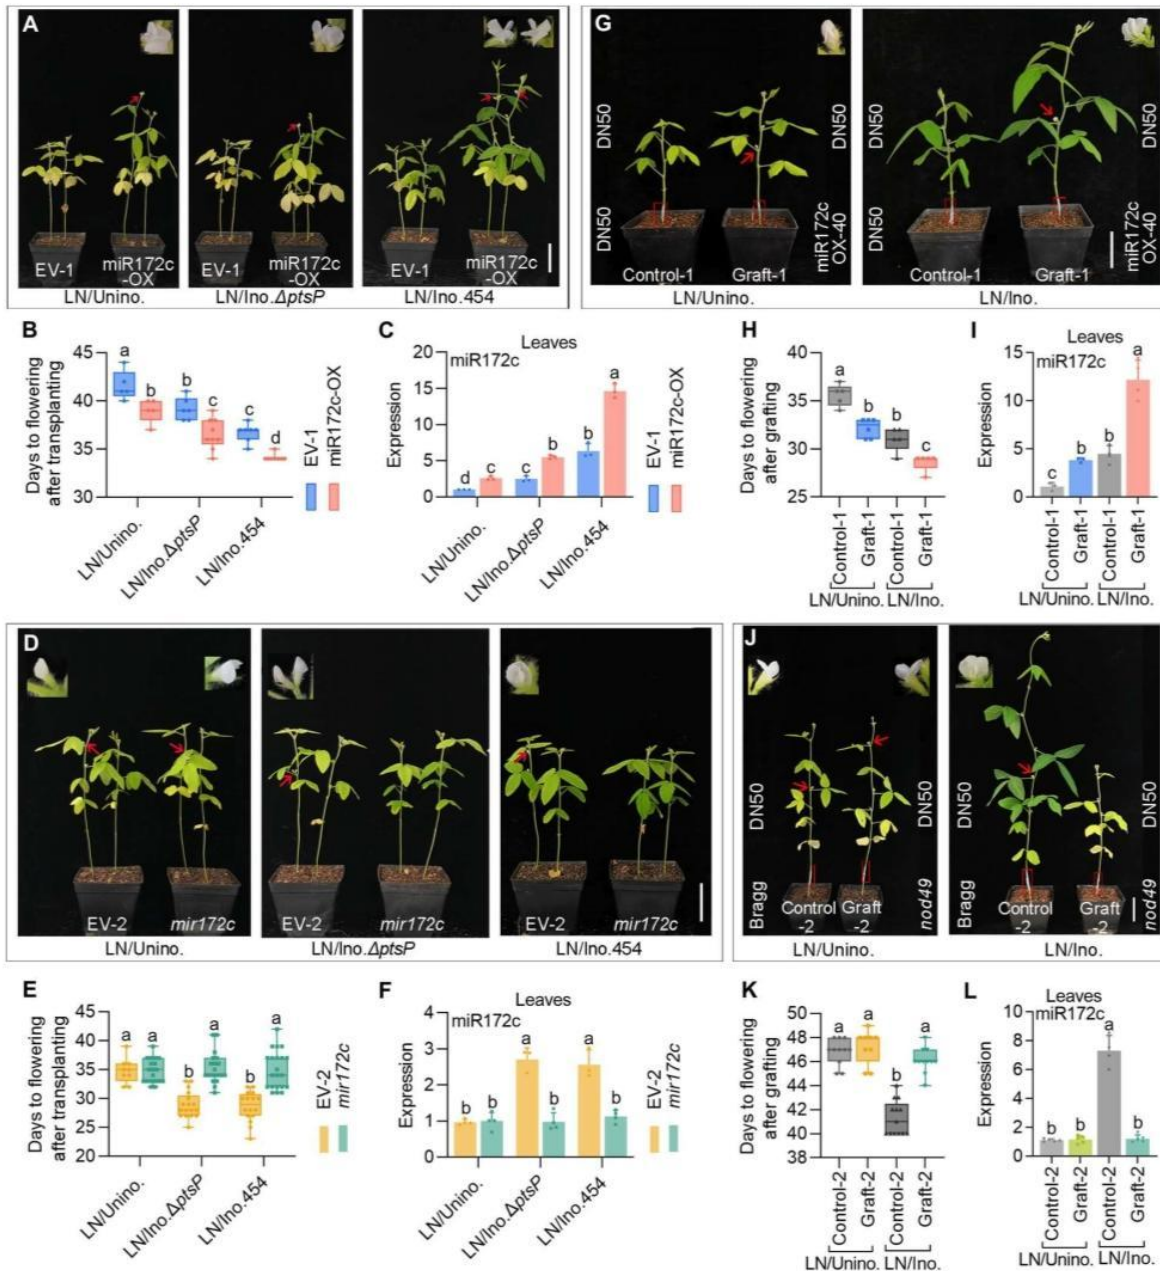 A
EV-1
miR172c
-OX
LN/Unino.
EV-1
miR172c
-OX
LN/Ino.ΔptsP
EV-1
miR172c
-OX
LN/Ino.454
G
DN50
DN50
DN50
miR172c
OX-40
Control-1
Graft-1
LN/Unino.
DN50
DN50
DN50
miR172c
OX-40
Control-1
Graft-1
LN/Ino.
B
Days to flowering
after transplanting
45
40
35
30
a
b
b
c
c
d
LN/Unino.
LN/Ino.ΔptsP
LN/Ino.454
EV-1
miR172c-OX
C
Leaves
miR172c
Expression
20
15
10
5
0
d
c
c
b
b
a
LN/Unino.
LN/Ino.ΔptsP
LN/Ino.454
EV-1
miR172c-OX
H
Days to flowering
after grafting
40
35
30
25
a
b
b
c
Control-1
Graft-1
Control-1
Graft-1
LN/Unino.
LN/Ino.
I
Leaves
miR172c
Expression
15
10
5
0
c
b
b
a
Control-1
Graft-1
Control-1
Graft-1
LN/Unino.
LN/Ino.
D
EV-2
mir172c
LN/Unino.
EV-2
mir172c
LN/Ino.ΔptsP
EV-2
mir172c
LN/Ino.454
J
DN50
Bragg
DN50
nod49
Control
-2
Graft
-2
LN/Unino.
DN50
Bragg
DN50
nod49
Control
-2
Graft
-2
LN/Ino.
E
Days to flowering
after transplanting
45
40
35
30
25
20
a
a
b
a
b
a
LN/Unino.
LN/Ino.ΔptsP
LN/Ino.454
EV-2
mir172c
F
Leaves
miR172c
Expression
4
3
2
1
0
b
b
a
b
a
b
LN/Unino.
LN/Ino.ΔptsP
LN/Ino.454
EV-2
mir172c
K
Days to flowering
after grafting
50
48
46
44
42
40
38
a
a
b
a
Control-2
Graft-2
Control-2
Graft-2
LN/Unino.
LN/Ino.
L
Leaves
miR172c
Expression
10
8
6
4
2
0
b
b
a
b
Control-2
Graft-2
Control-2
Graft-2
LN/Unino.
LN/Ino.